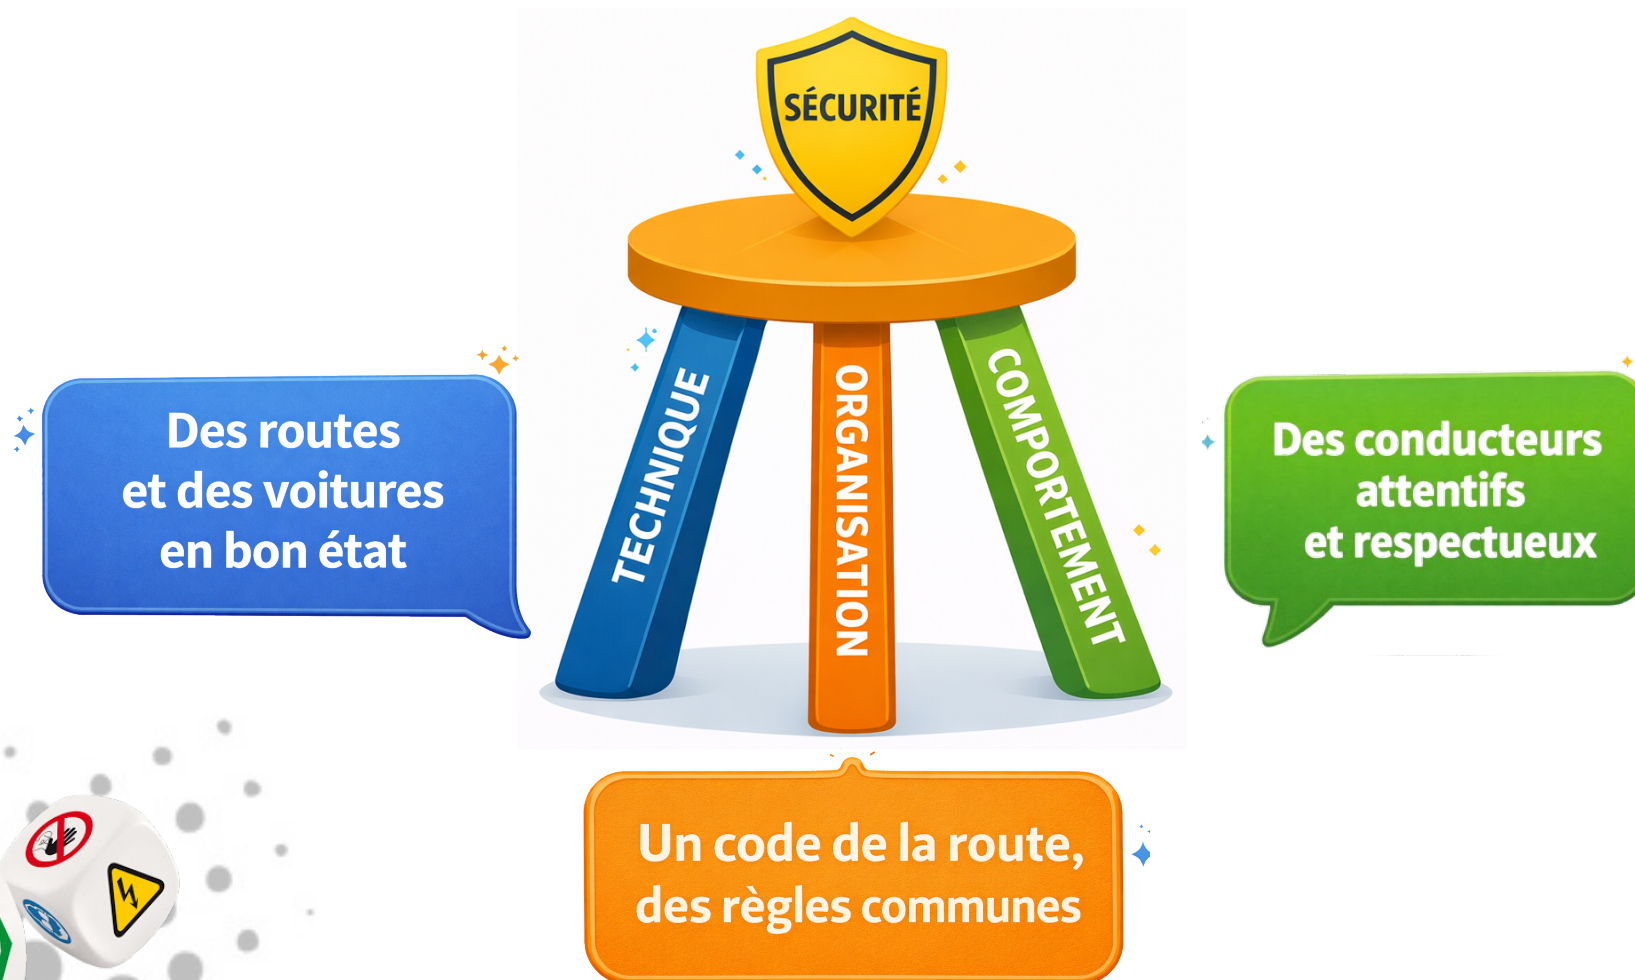 SÉCURITÉ
TECHNIQUE
ORGANISATION
COMPORTEMENT
Des routes
et des voitures
en bon état
Des conducteurs
attentifs
et respectueux
Un code de la route,
des règles communes